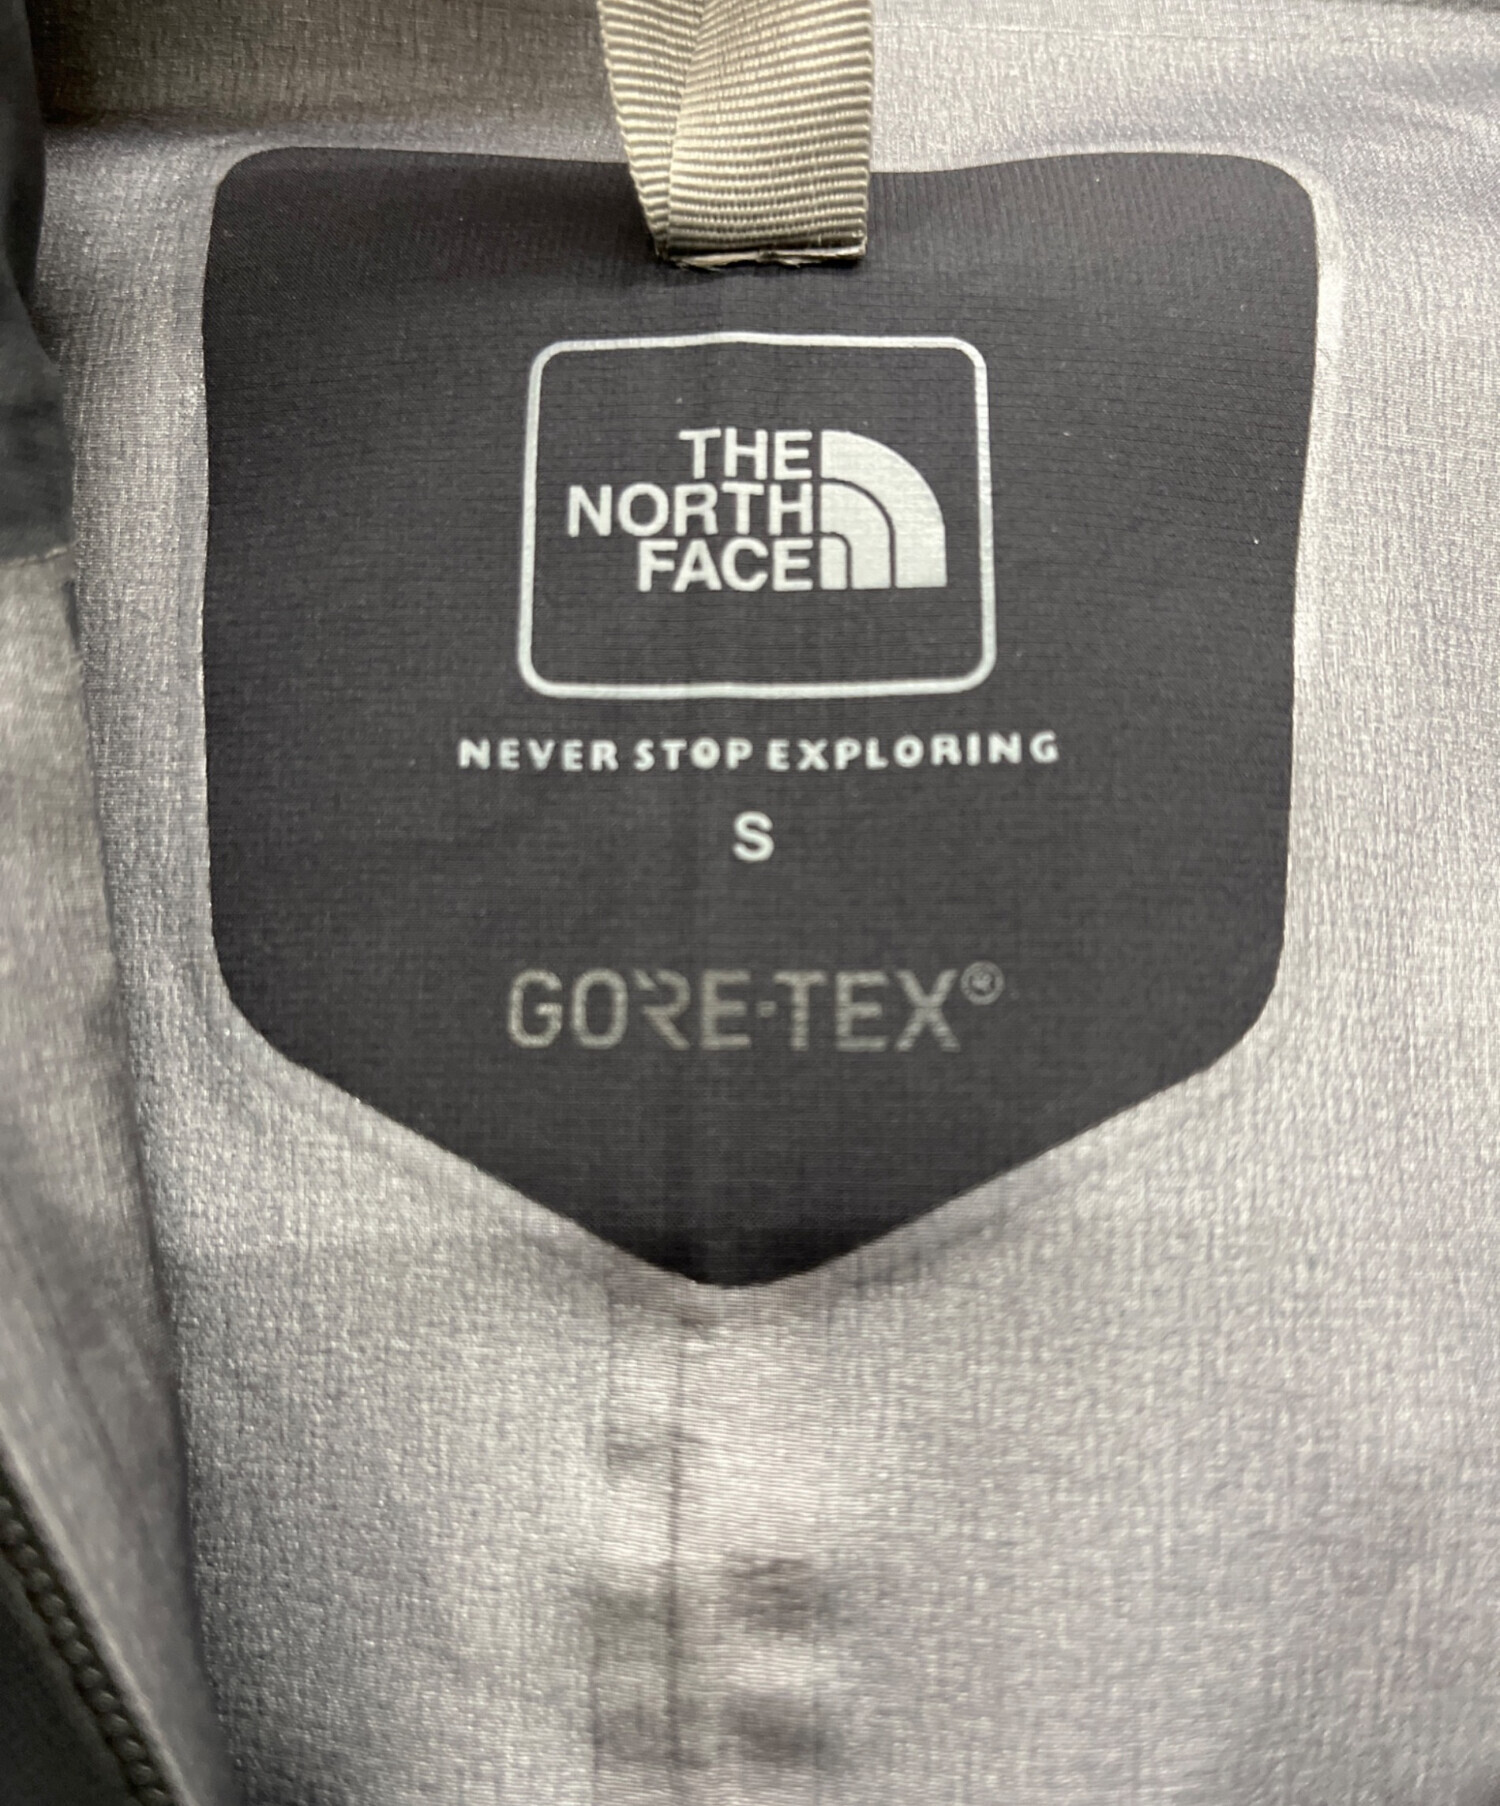 THE
NORTH
FACE
NEVER STOP EXPLORING
S
GORE-TEX®